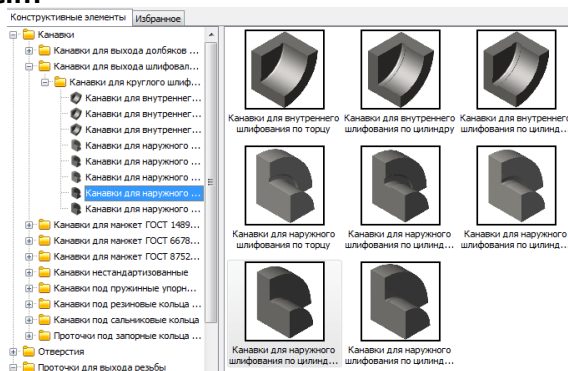 Конструктивные элементы Избранное
Канавки
Канавки для выхода долбяков ...
Канавки для выхода шлифовал...
Канавки для круглого шлиф...
Канавки для внутреннег...
Канавки для внутреннег...
Канавки для внутреннег...
Канавки для наружного ...
Канавки для наружного ...
Канавки для наружного ...
Канавки для наружного ...
Канавки для наружного ...
Канавки для манжет ГОСТ 1489...
Канавки для манжет ГОСТ 6678...
Канавки для манжет ГОСТ 8752...
Канавки нестандартизованные
Канавки под пружинные упорн...
Канавки под резиновые кольца ...
Канавки под сальниковые кольца
Проточки под запорные кольца ...
Отверстия
Проточки для выхода резьбы
Канавки для внутреннего
шлифования по торцу
Канавки для внутреннего
шлифования по цилиндру
Канавки для внутреннего
шлифования по цилинд...
Канавки для наружного
шлифования по торцу
Канавки для наружного
шлифования по цилинд...
Канавки для наружного
шлифования по цилинд...
Канавки для наружного
шлифования по цилинд...
Канавки для наружного
шлифования по цилинд...